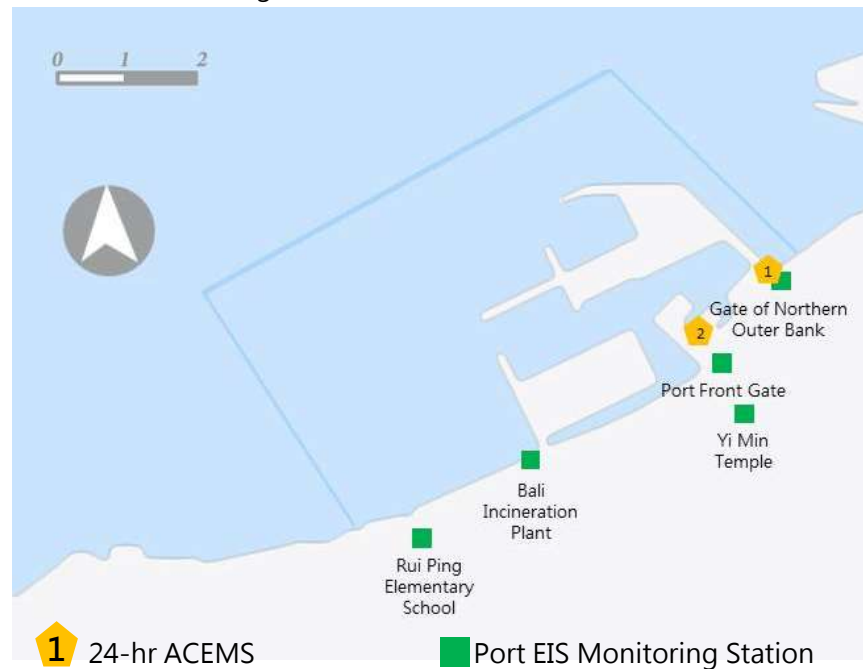 0 1 2
1
Gate of Northern
Outer Bank
2
Port Front Gate
Yi Min
Temple
Bali
Incineration
Plant
Rui Ping
Elementary
School
1 24-hr ACEMS
Port EIS Monitoring Station